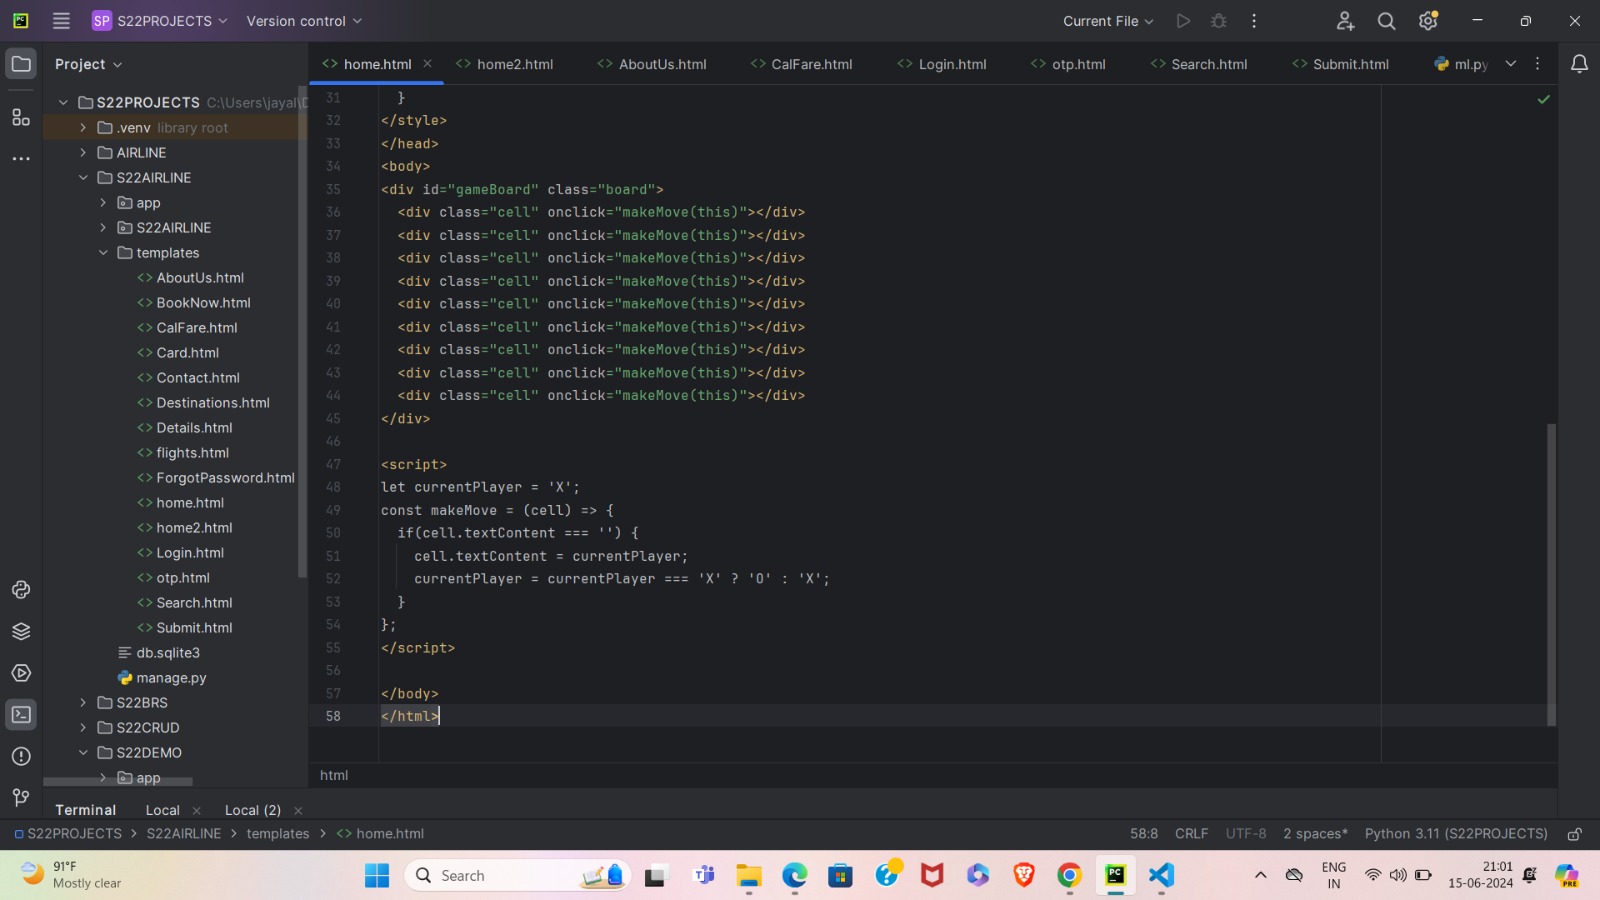 PC
SP S22PROJECTS
Version control
Current File
Project
home.html
home2.html
AboutUs.html
CalFare.html
Login.html
otp.html
Search.html
Submit.html
ml.py
S22PROJECTS C:\Users\jayal\D
.venv library root
AIRLINE
S22AIRLINE
app
S22AIRLINE
templates
AboutUs.html
BookNow.html
CalFare.html
Card.html
Contact.html
Destinations.html
Details.html
flights.html
ForgotPassword.html
home.html
home2.html
Login.html
otp.html
Search.html
Submit.html
db.sqlite3
manage.py
S22BRS
S22CRUD
S22DEMO
app
31 }
32 </style>
33 </head>
34 <body>
35 <div id="gameBoard" class="board">
36 <div class="cell" onclick="makeMove(this)"></div>
37 <div class="cell" onclick="makeMove(this)"></div>
38 <div class="cell" onclick="makeMove(this)"></div>
39 <div class="cell" onclick="makeMove(this)"></div>
40 <div class="cell" onclick="makeMove(this)"></div>
41 <div class="cell" onclick="makeMove(this)"></div>
42 <div class="cell" onclick="makeMove(this)"></div>
43 <div class="cell" onclick="makeMove(this)"></div>
44 <div class="cell" onclick="makeMove(this)"></div>
45 </div>
46
47 <script>
48 let currentPlayer = 'X';
49 const makeMove = (cell) => {
50 if(cell.textContent === '') {
51 cell.textContent = currentPlayer;
52 currentPlayer = currentPlayer === 'X' ? 'O' : 'X';
53 }
54 };
55 </script>
56
57 </body>
58 </html>
html
Terminal
Local
Local (2)
S22PROJECTS > S22AIRLINE > templates > home.html
58:8 CRLF UTF-8 2 spaces* Python 3.11 (S22PROJECTS)
91°F
Mostly clear
Search
PC
ENG
IN
21:01
15-06-2024
PRE